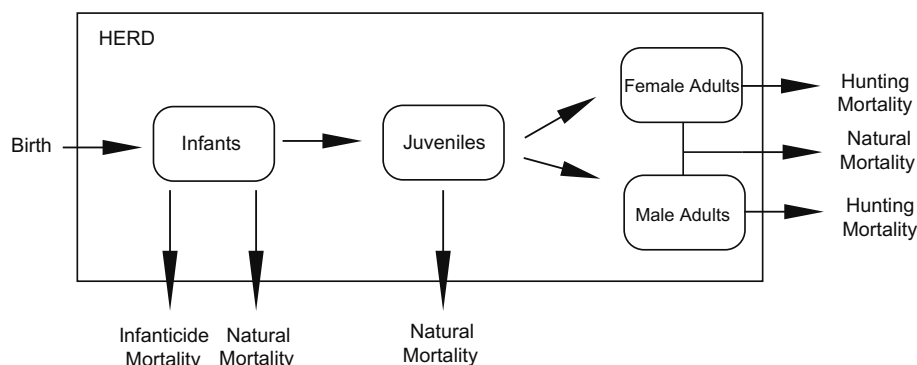 HERD
Female Adults
Hunting
Mortality
Birth
Infants
Juveniles
Natural
Mortality
Male Adults
Hunting
Mortality
Infanticide
Mortality
Natural
Mortality
Natural
Mortality